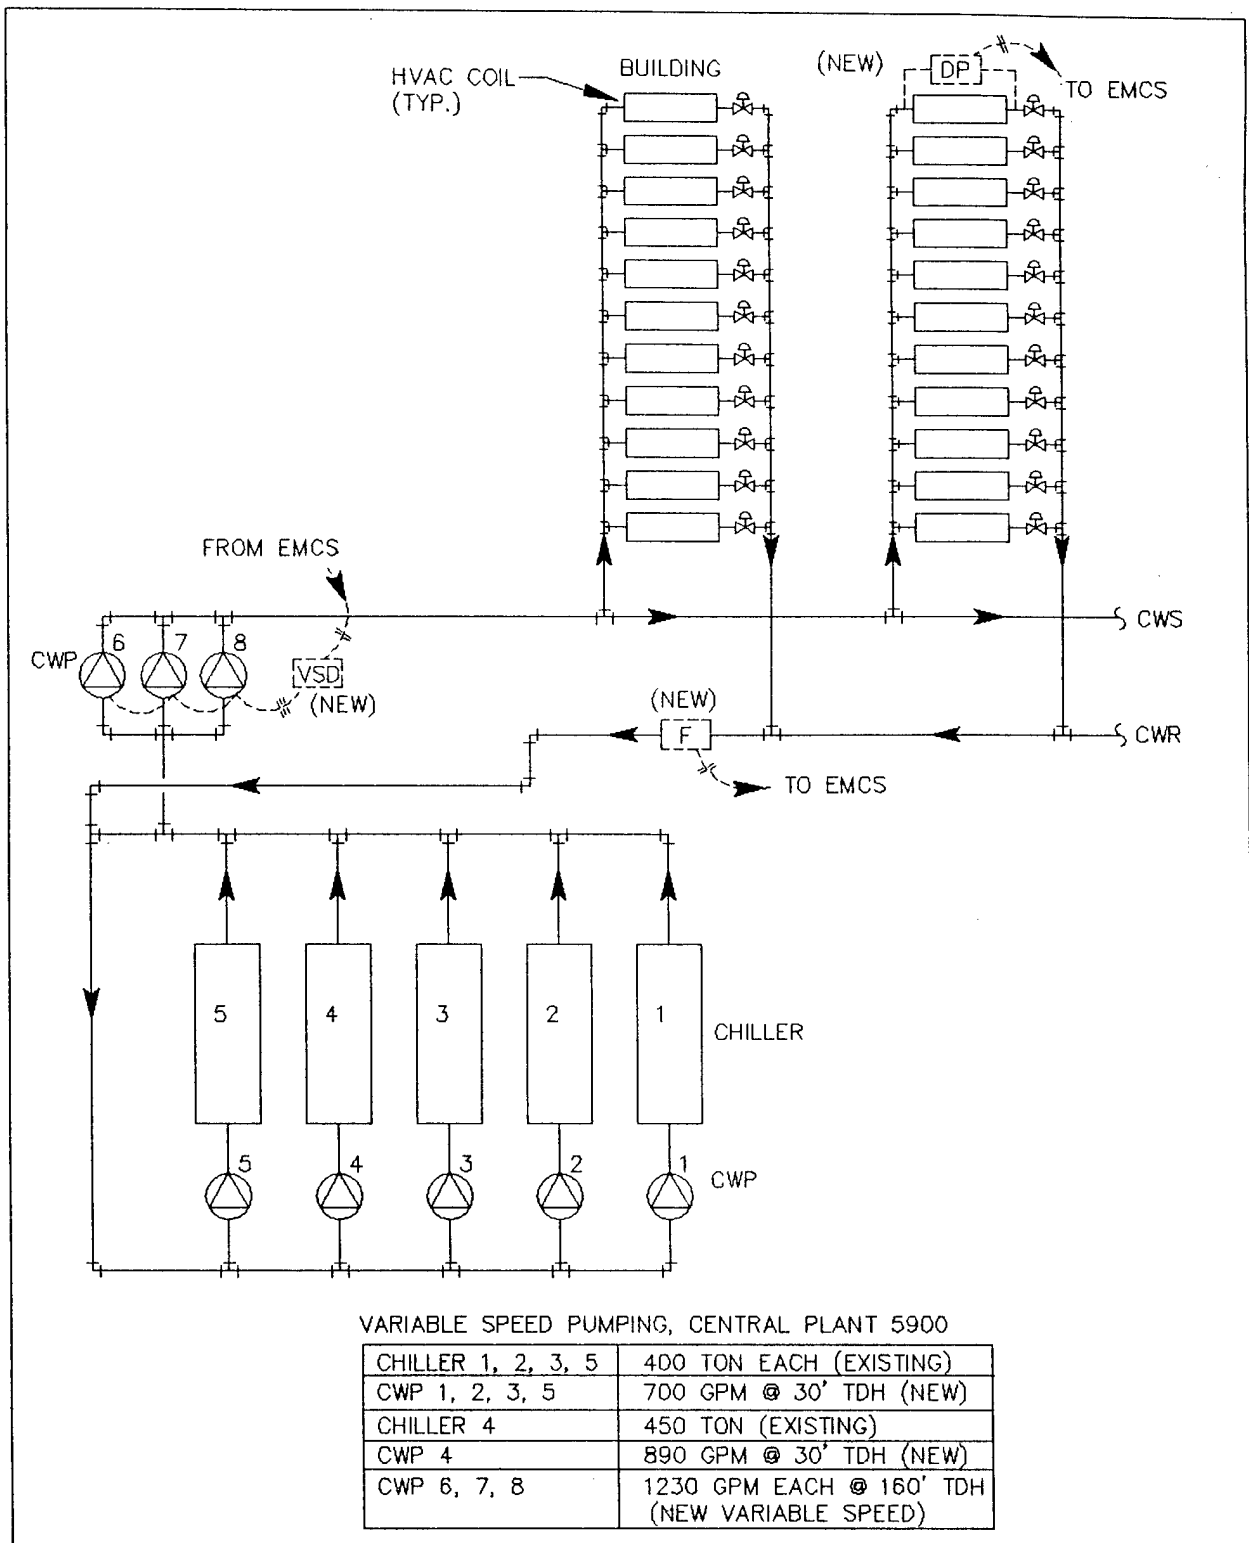 HVAC COIL
(TYP.)
BUILDING
(NEW)
DP
TO EMCS
FROM EMCS
CWP
6
7
8
VSD
(NEW)
CWS
(NEW)
F
CWR
TO EMCS
5
4
3
2
1
CHILLER
5
4
3
2
1
CWP
VARIABLE SPEED PUMPING, CENTRAL PLANT 5900
CHILLER 1, 2, 3, 5 400 TON EACH (EXISTING)
CWP 1, 2, 3, 5 700 GPM @ 30' TDH (NEW)
CHILLER 4 450 TON (EXISTING)
CWP 4 890 GPM @ 30' TDH (NEW)
CWP 6, 7, 8 1230 GPM EACH @ 160' TDH
(NEW VARIABLE SPEED)